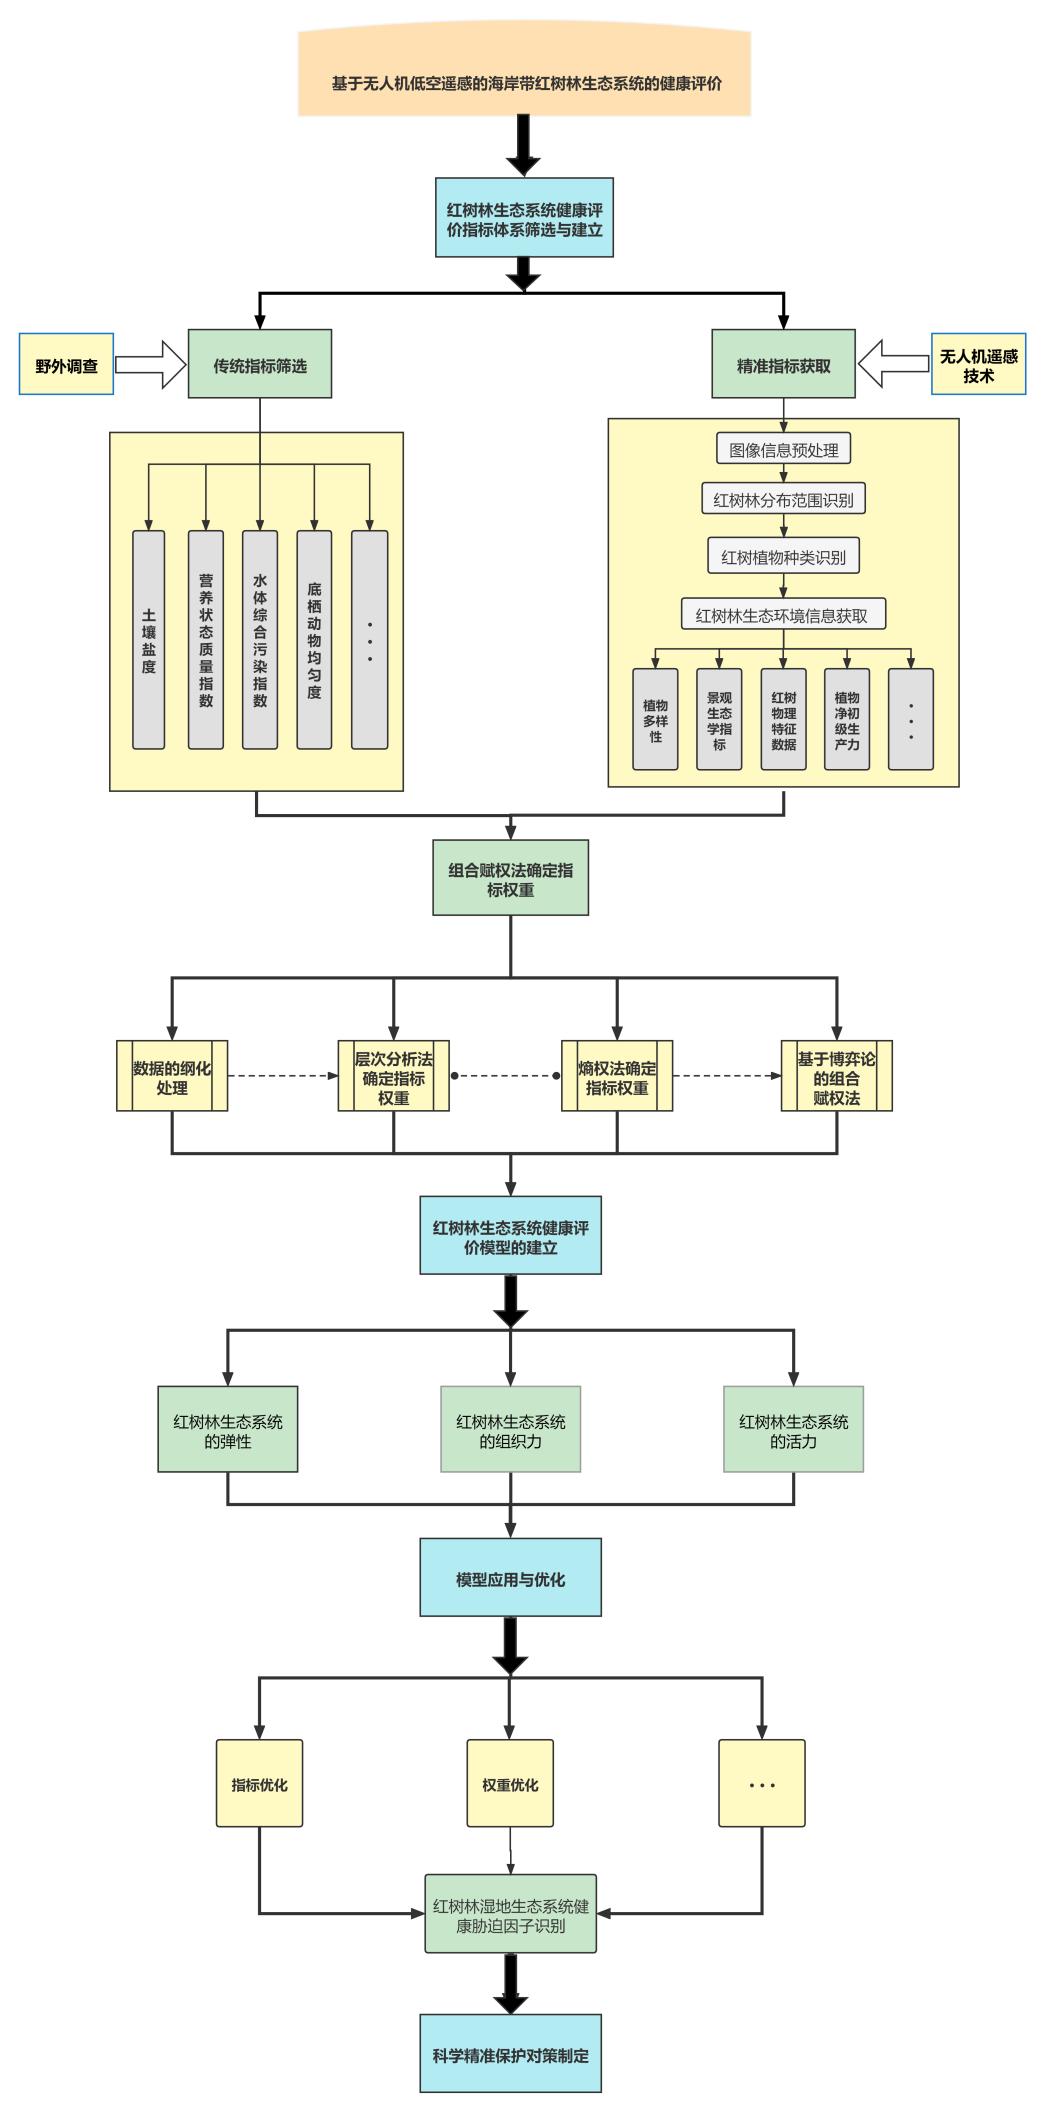 基于无人机低空遥感的海岸带红树林生态系统的健康评价
红树林生态系统健康评
价指标体系筛选与建立
野外调查
传统指标筛选
精准指标获取
无人机遥感
技术
土壤盐度
营养状态质量指数
水体综合污染指数
底栖动物均匀度
...
图像信息预处理
红树林分布范围识别
红树植物种类识别
红树林生态环境信息获取
植物
多样
性
景观
生态
学指
标
红树
物理
特征
数据
植物
净初
级生
产力
...
组合赋权法确定指
标权重
数据的纲化
处理
层次分析法
确定指标
权重
熵权法确定
指标权重
基于博弈论
的组合
赋权法
红树林生态系统健康评
价模型的建立
红树林生态系统
的弹性
红树林生态系统
的组织力
红树林生态系统
的活力
模型应用与优化
指标优化
权重优化
...
红树林湿地生态系统健
康胁迫因子识别
科学精准保护对策制定